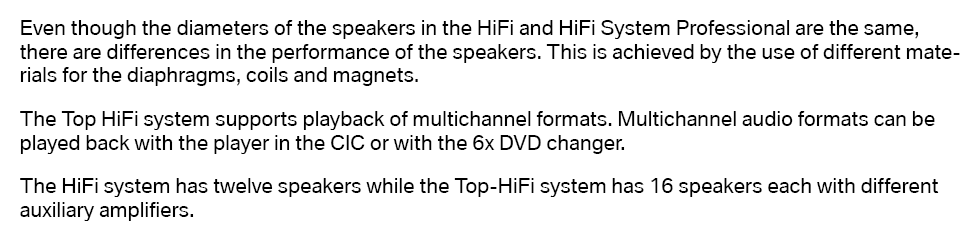 Even though the diameters of the speakers in the HiFi and HiFi System Professional are the same,
there are differences in the performance of the speakers. This is achieved by the use of different mate-
rials for the diaphragms, coils and magnets.
The Top HiFi system supports playback of multichannel formats. Multichannel audio formats can be
played back with the player in the CIC or with the 6x DVD changer.
The HiFi system has twelve speakers while the Top-HiFi system has 16 speakers each with different
auxiliary amplifiers.